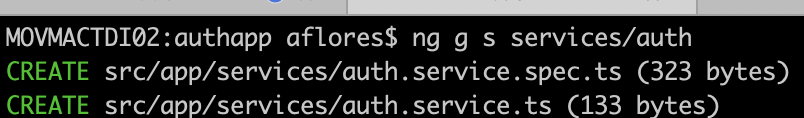 MOVMACTDI02:authapp aflores$ ng g s services/auth
CREATE src/app/services/auth.service.spec.ts (323 bytes)
CREATE src/app/services/auth.service.ts (133 bytes)